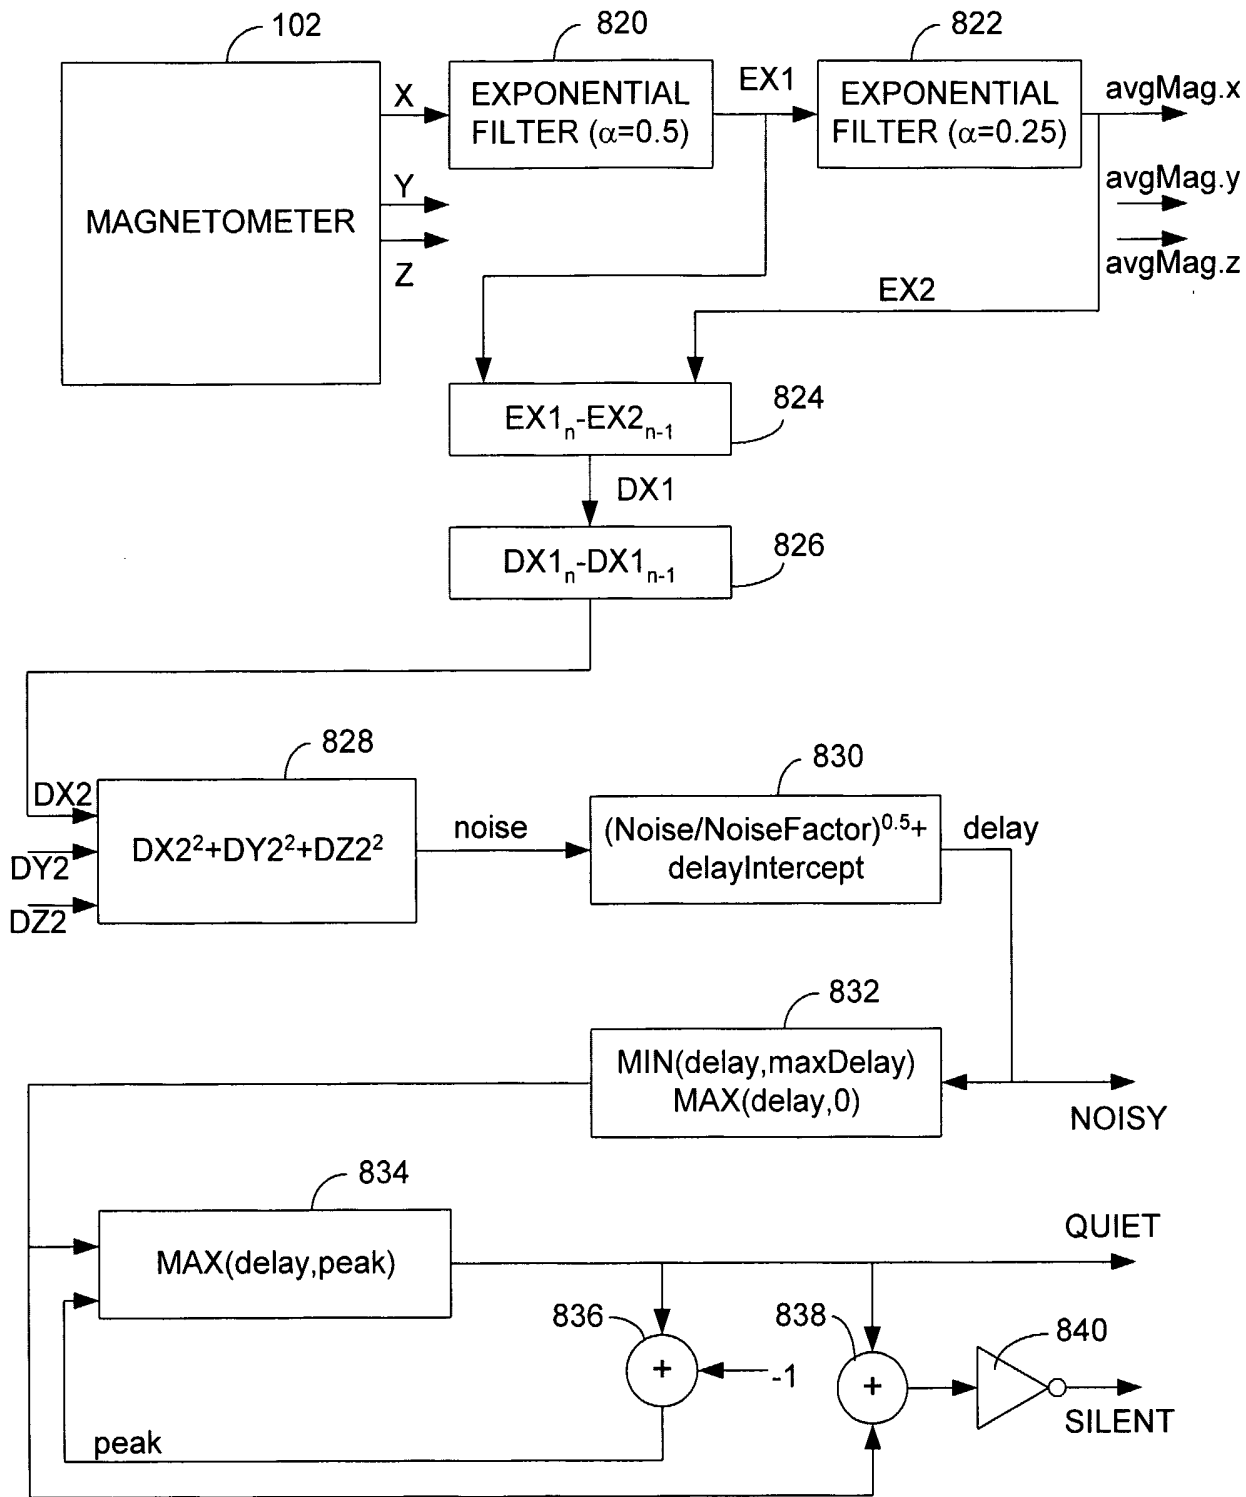 102
820
822
MAGNETOMETER
X
Y
Z
EXPONENTIAL
FILTER (α=0.5)
EX1
EXPONENTIAL
FILTER (α=0.25)
avgMag.x
avgMag.y
avgMag.z
EX2
EX1n-EX2n-1
824
DX1
DX1n-DX1n-1
826
828
830
DX2
DY2
DZ2
DX2²+DY2²+DZ2²
noise
(Noise/NoiseFactor)^0.5+
delayIntercept
delay
832
MIN(delay,maxDelay)
MAX(delay,0)
NOISY
834
MAX(delay,peak)
QUIET
836
+
-1
838
+
840
SILENT
peak